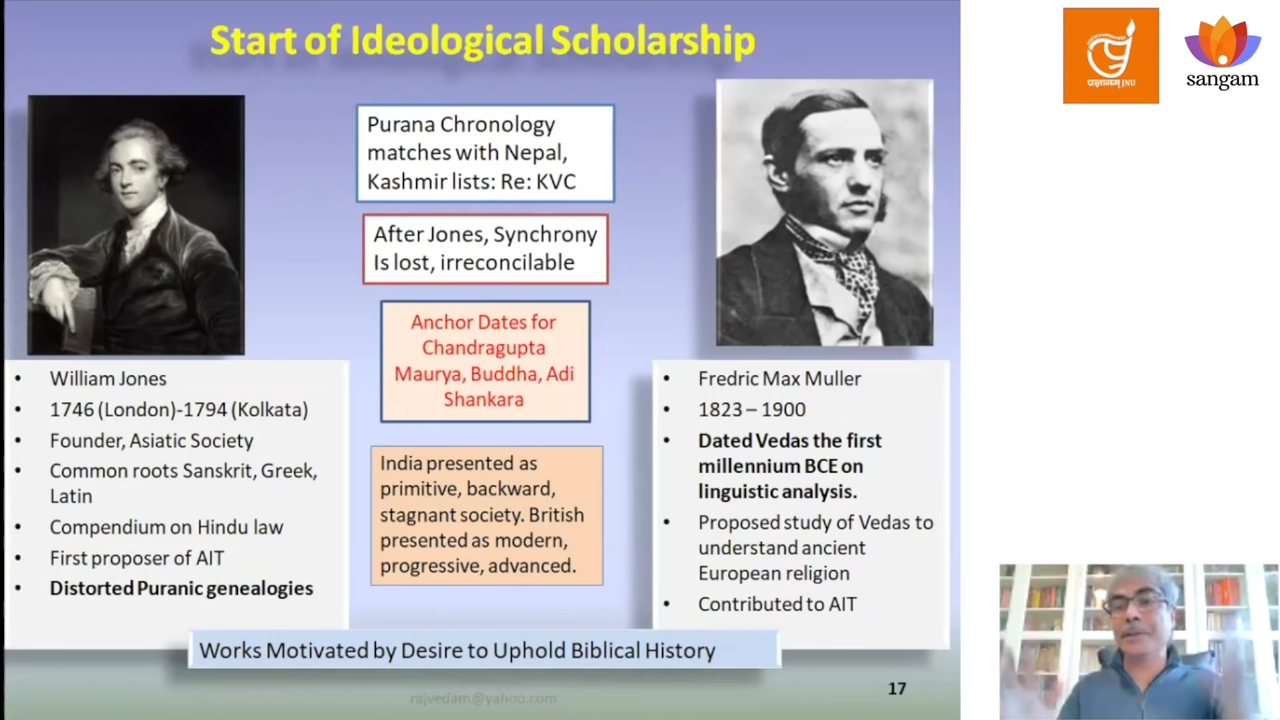 Start of Ideological Scholarship
Purana Chronology
matches with Nepal,
Kashmir lists: Re: KVC
After Jones, Synchrony
Is lost, irreconcilable
Anchor Dates for
Chandragupta
Maurya, Buddha, Adi
Shankara
India presented as
primitive, backward,
stagnant society. British
presented as modern,
progressive, advanced.
• William Jones
• 1746 (London)-1794 (Kolkata)
• Founder, Asiatic Society
• Common roots Sanskrit, Greek,
Latin
• Compendium on Hindu law
• First proposer of AIT
• Distorted Puranic genealogies
• Fredric Max Muller
• 1823 – 1900
• Dated Vedas the first
millennium BCE on
linguistic analysis.
• Proposed study of Vedas to
understand ancient
European religion
• Contributed to AIT
Works Motivated by Desire to Uphold Biblical History
rajvedam@yahoo.com
17
प्रज्ञानम् JNU
sangam